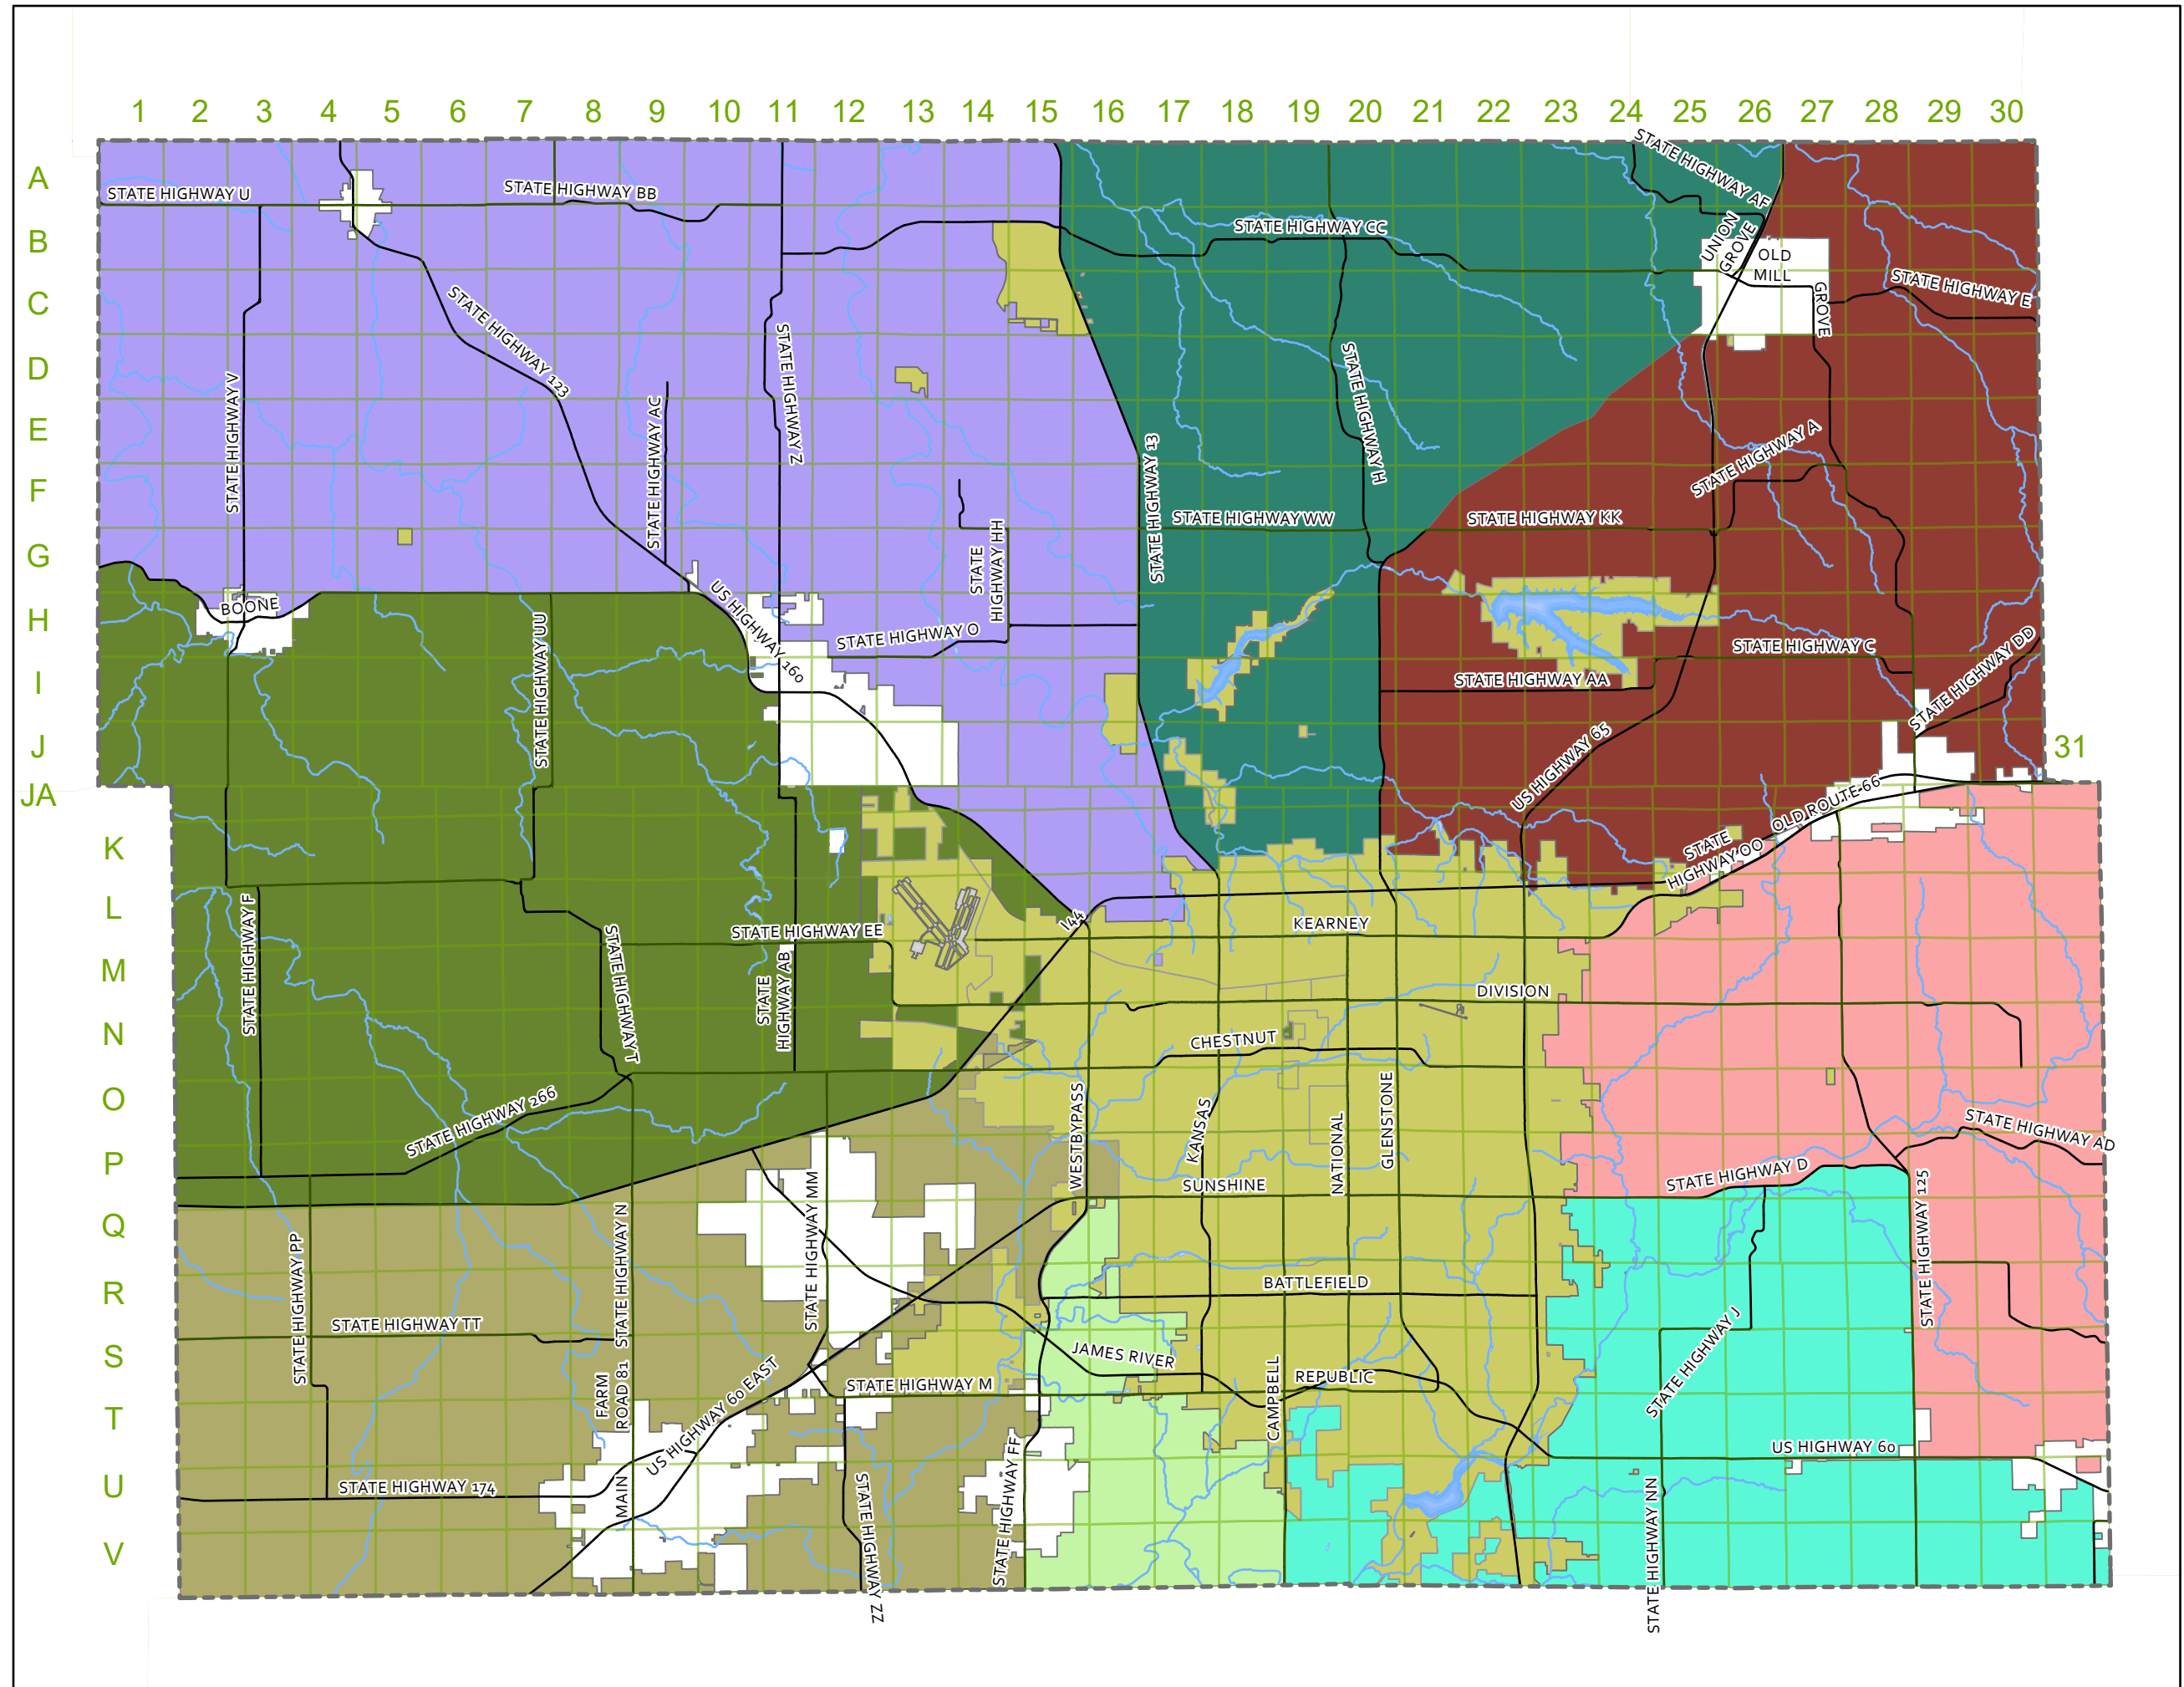 1 2 3 4 5 6 7 8 9 10 11 12 13 14 15 16 17 18 19 20 21 22 23 24 25 26 27 28 29 30
A
STATE HIGHWAY U
STATE HIGHWAY BB
STATE HIGHWAY AF
B
STATE HIGHWAY CC
UNION
GROVE
OLD
MILL
C
STATE HIGHWAY E
GROVE
STATE HIGHWAY 123
D
STATE HIGHWAY V
STATE HIGHWAY Z
STATE HIGHWAY H
E
STATE HIGHWAY AC
STATE HIGHWAY 13
STATE HIGHWAY A
F
STATE HIGHWAY WW
STATE HIGHWAY KK
G
STATE
HIGHWAY HH
H
BOONE
US HIGHWAY 160
STATE HIGHWAY O
STATE HIGHWAY C
STATE HIGHWAY DD
I
STATE HIGHWAY AA
STATE HIGHWAY UU
J
US HIGHWAY 65
31
JA
OLD ROUTE 66
K
STATE
HIGHWAY OO
L
STATE HIGHWAY F
I44
KEARNEY
STATE HIGHWAY EE
M
STATE HIGHWAY T
STATE
HIGHWAY AB
DIVISION
N
CHESTNUT
O
STATE HIGHWAY 266
WESTBYPASS
KANSAS
NATIONAL
GLENSTONE
STATE HIGHWAY AD
P
STATE HIGHWAY D
STATE HIGHWAY MM
SUNSHINE
Q
STATE HIGHWAY PP
STATE HIGHWAY N
STATE HIGHWAY 125
R
BATTLEFIELD
STATE HIGHWAY TT
S
JAMES RIVER
STATE HIGHWAY J
FARM
ROAD 81
US HIGHWAY 60 EAST
STATE HIGHWAY M
CAMPBELL
REPUBLIC
T
US HIGHWAY 60
U
STATE HIGHWAY 174
MAIN
STATE HIGHWAY ZZ
STATE HIGHWAY FF
STATE HIGHWAY NN
V